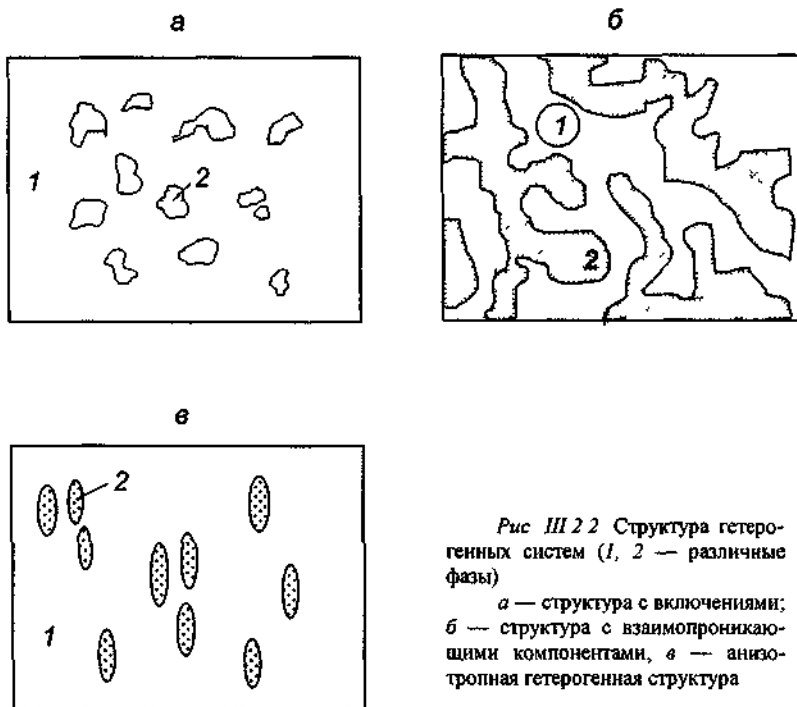 а
б
1
2
1
2
в
2
1
Рис III 2 2 Структура гетеро-
генных систем (1, 2 — различные
фазы)
а — структура с включениями;
б — структура с взаимопроникаю-
щими компонентами, в — анизо-
тропная гетерогенная структура